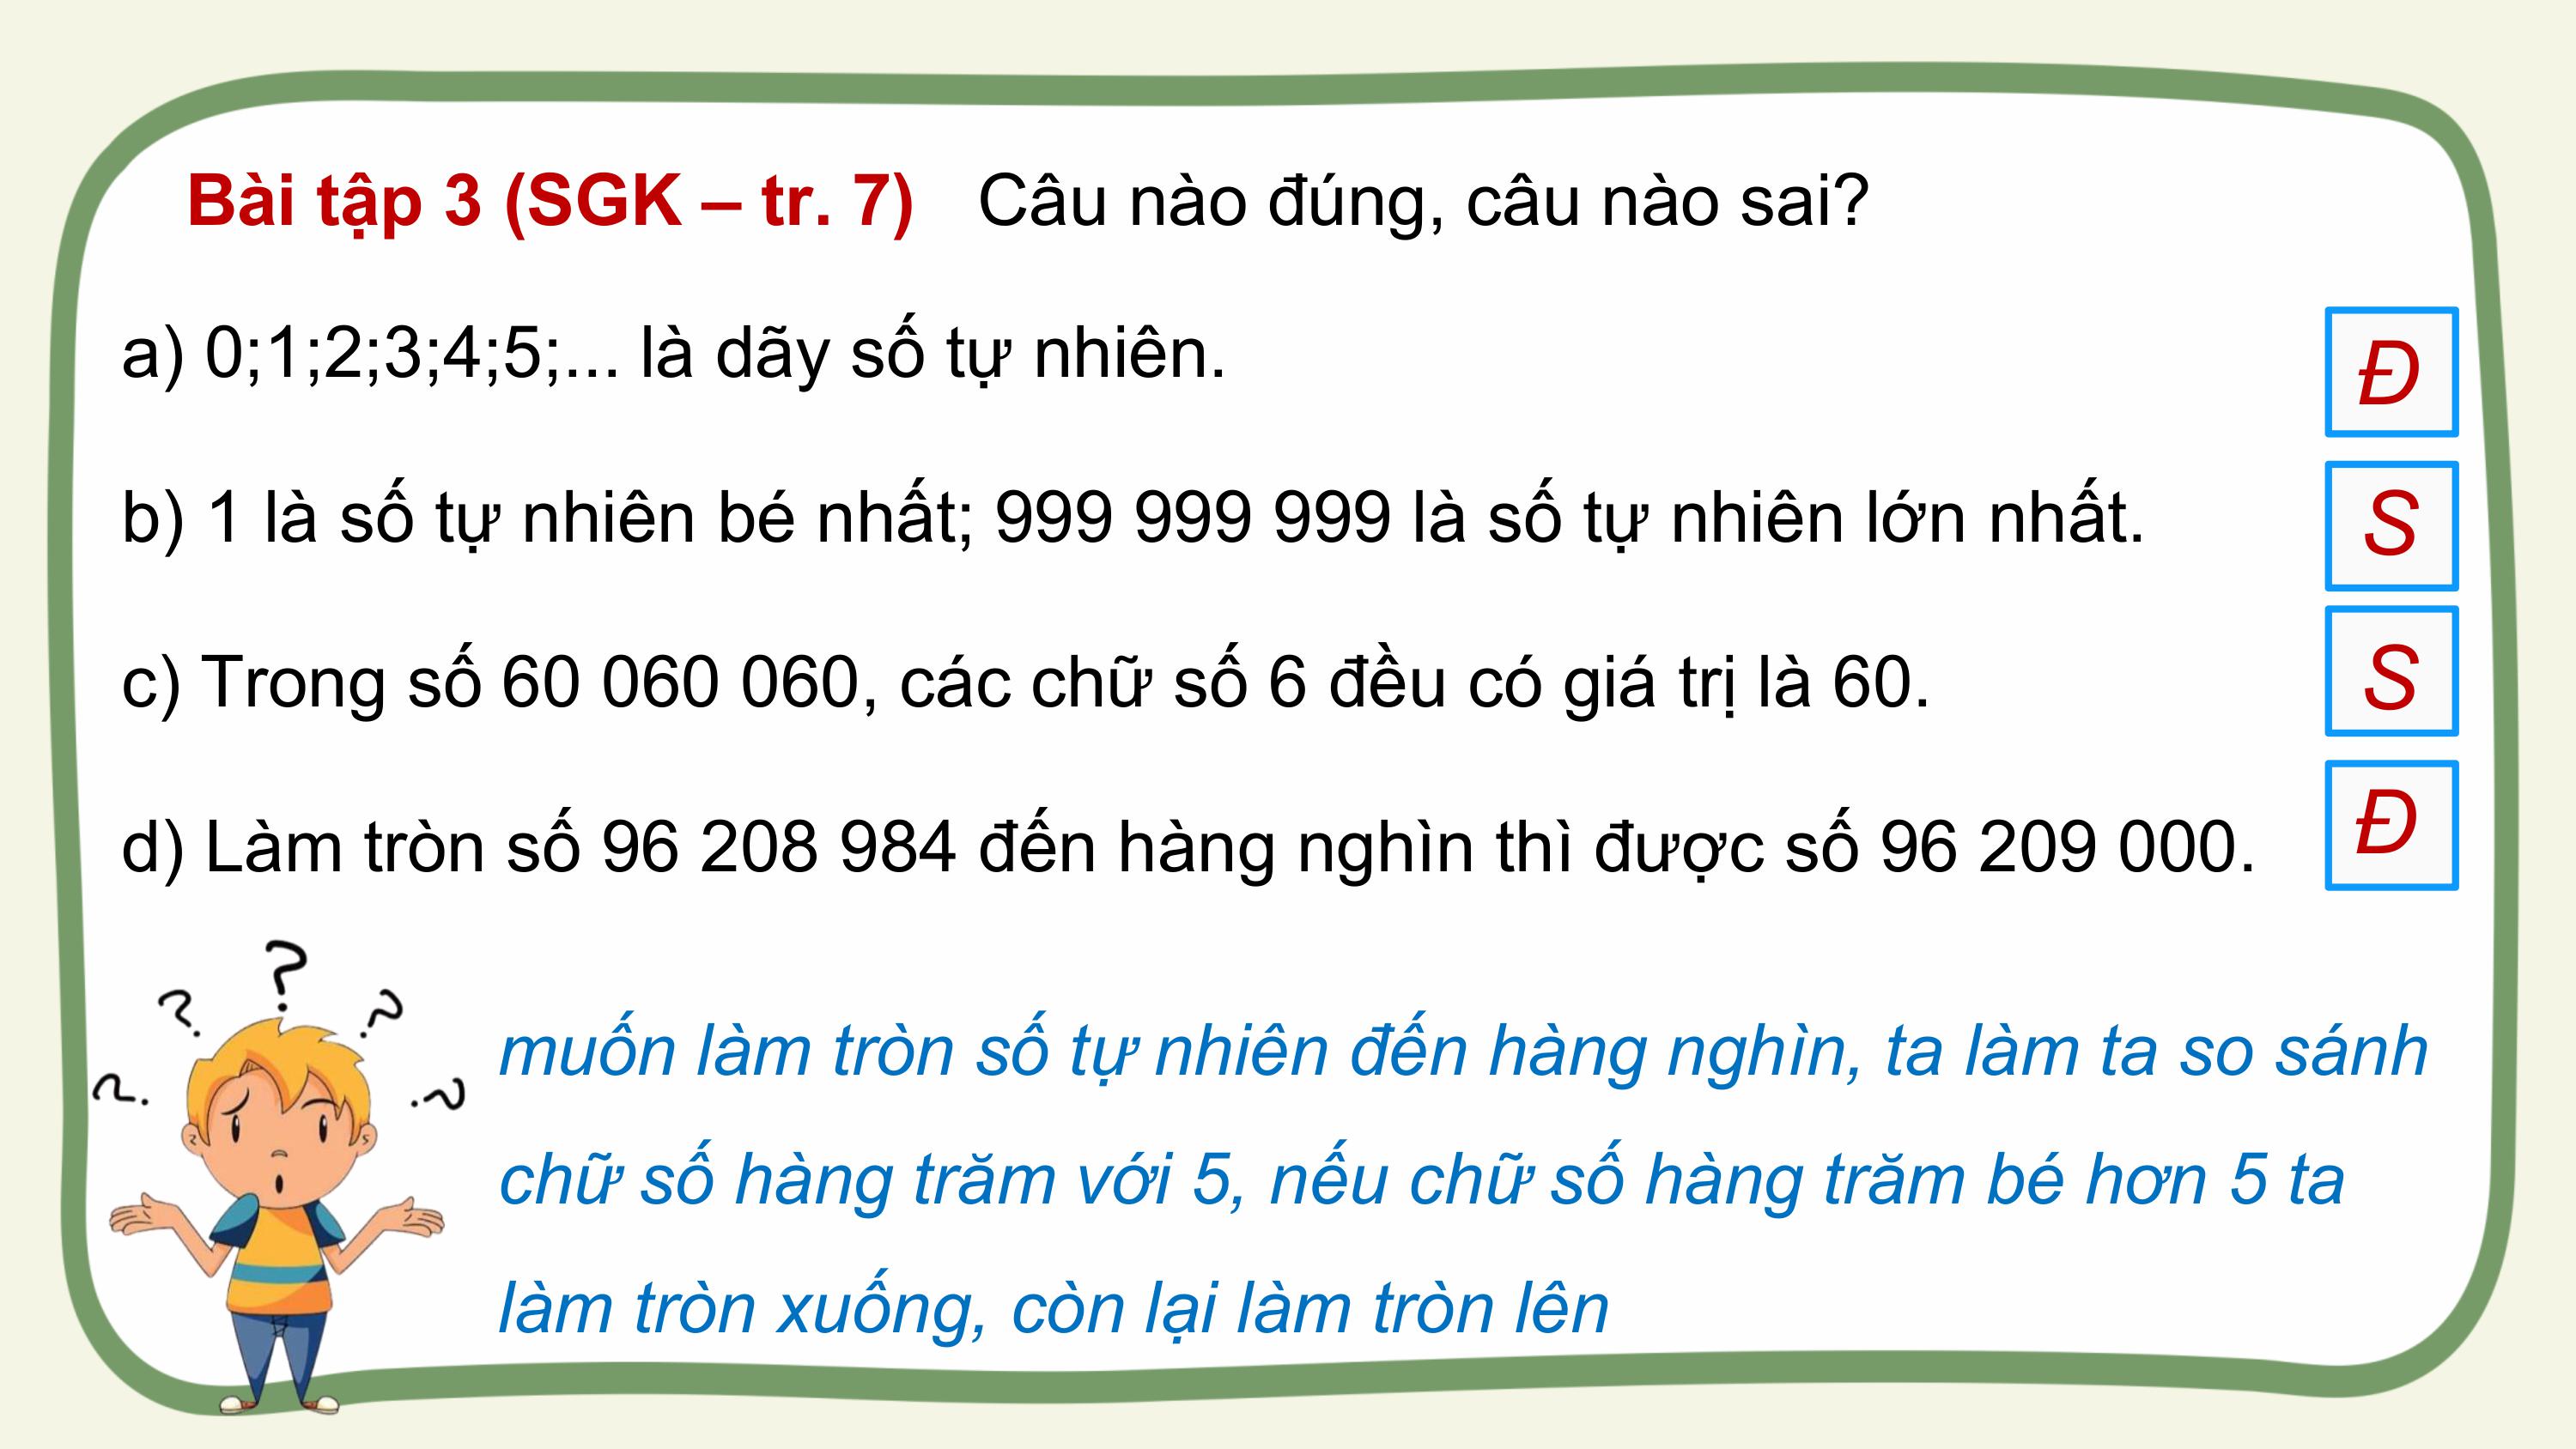 Bài tập 3 (SGK – tr. 7) Câu nào đúng, câu nào sai?
a) 0;1;2;3;4;5;... là dãy số tự nhiên. Đ
b) 1 là số tự nhiên bé nhất; 999 999 999 là số tự nhiên lớn nhất. S
c) Trong số 60 060 060, các chữ số 6 đều có giá trị là 60. S
d) Làm tròn số 96 208 984 đến hàng nghìn thì được số 96 209 000. Đ
muốn làm tròn số tự nhiên đến hàng nghìn, ta làm ta so sánh
chữ số hàng trăm với 5, nếu chữ số hàng trăm bé hơn 5 ta
làm tròn xuống, còn lại làm tròn lên